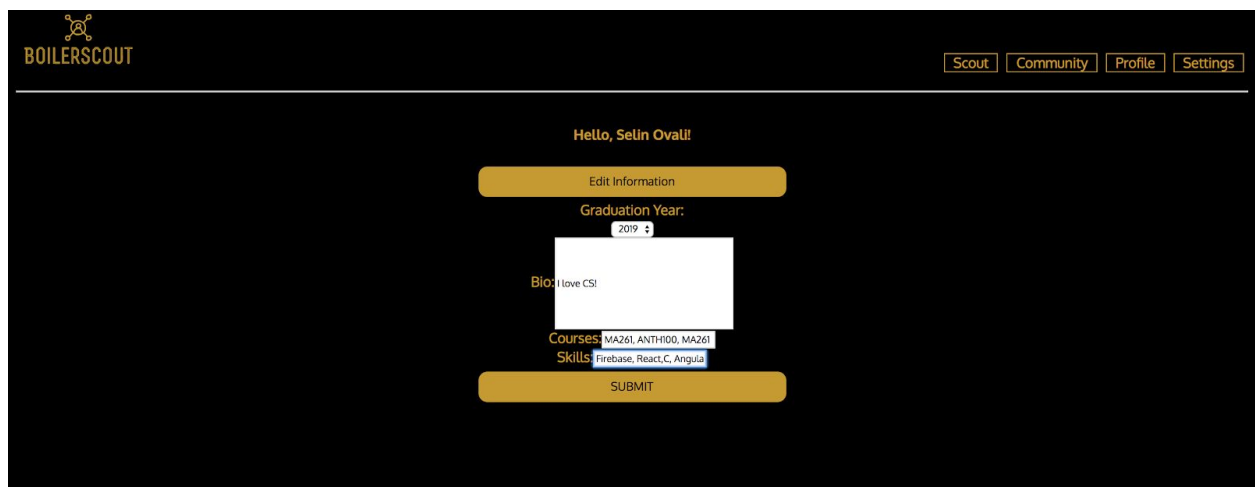 BOILERSCOUT
Scout Community Profile Settings
Hello, Selin Ovali!
Edit Information
Graduation Year:
2019
Bio: I love CS!
Courses: MA261, ANTH100, MA261
Skills: Firebase, React,C, Angula
SUBMIT